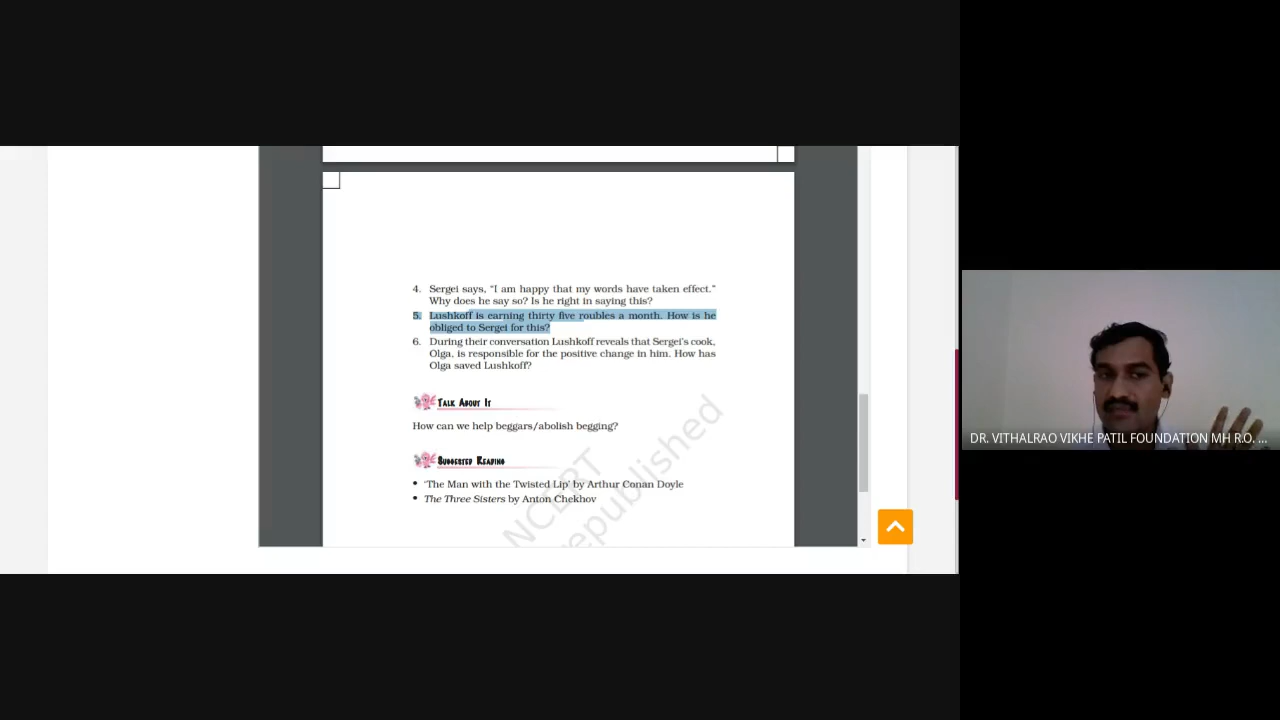 4. Sergei says, “I am happy that my words have taken effect.”
Why does he say so? Is he right in saying this?
5. Lushkoff is earning thirty five roubles a month. How is he
obliged to Sergei for this?
6. During their conversation Lushkoff reveals that Sergei’s cook,
Olga, is responsible for the positive change in him. How has
Olga saved Lushkoff?
TALK ABOUT IT
How can we help beggars/abolish begging?
SUGGESTED READING
• ‘The Man with the Twisted Lip’ by Arthur Conan Doyle
• The Three Sisters by Anton Chekhov
NCERT
republished
DR. VITHALRAO VIKHE PATIL FOUNDATION MH R.O. ...